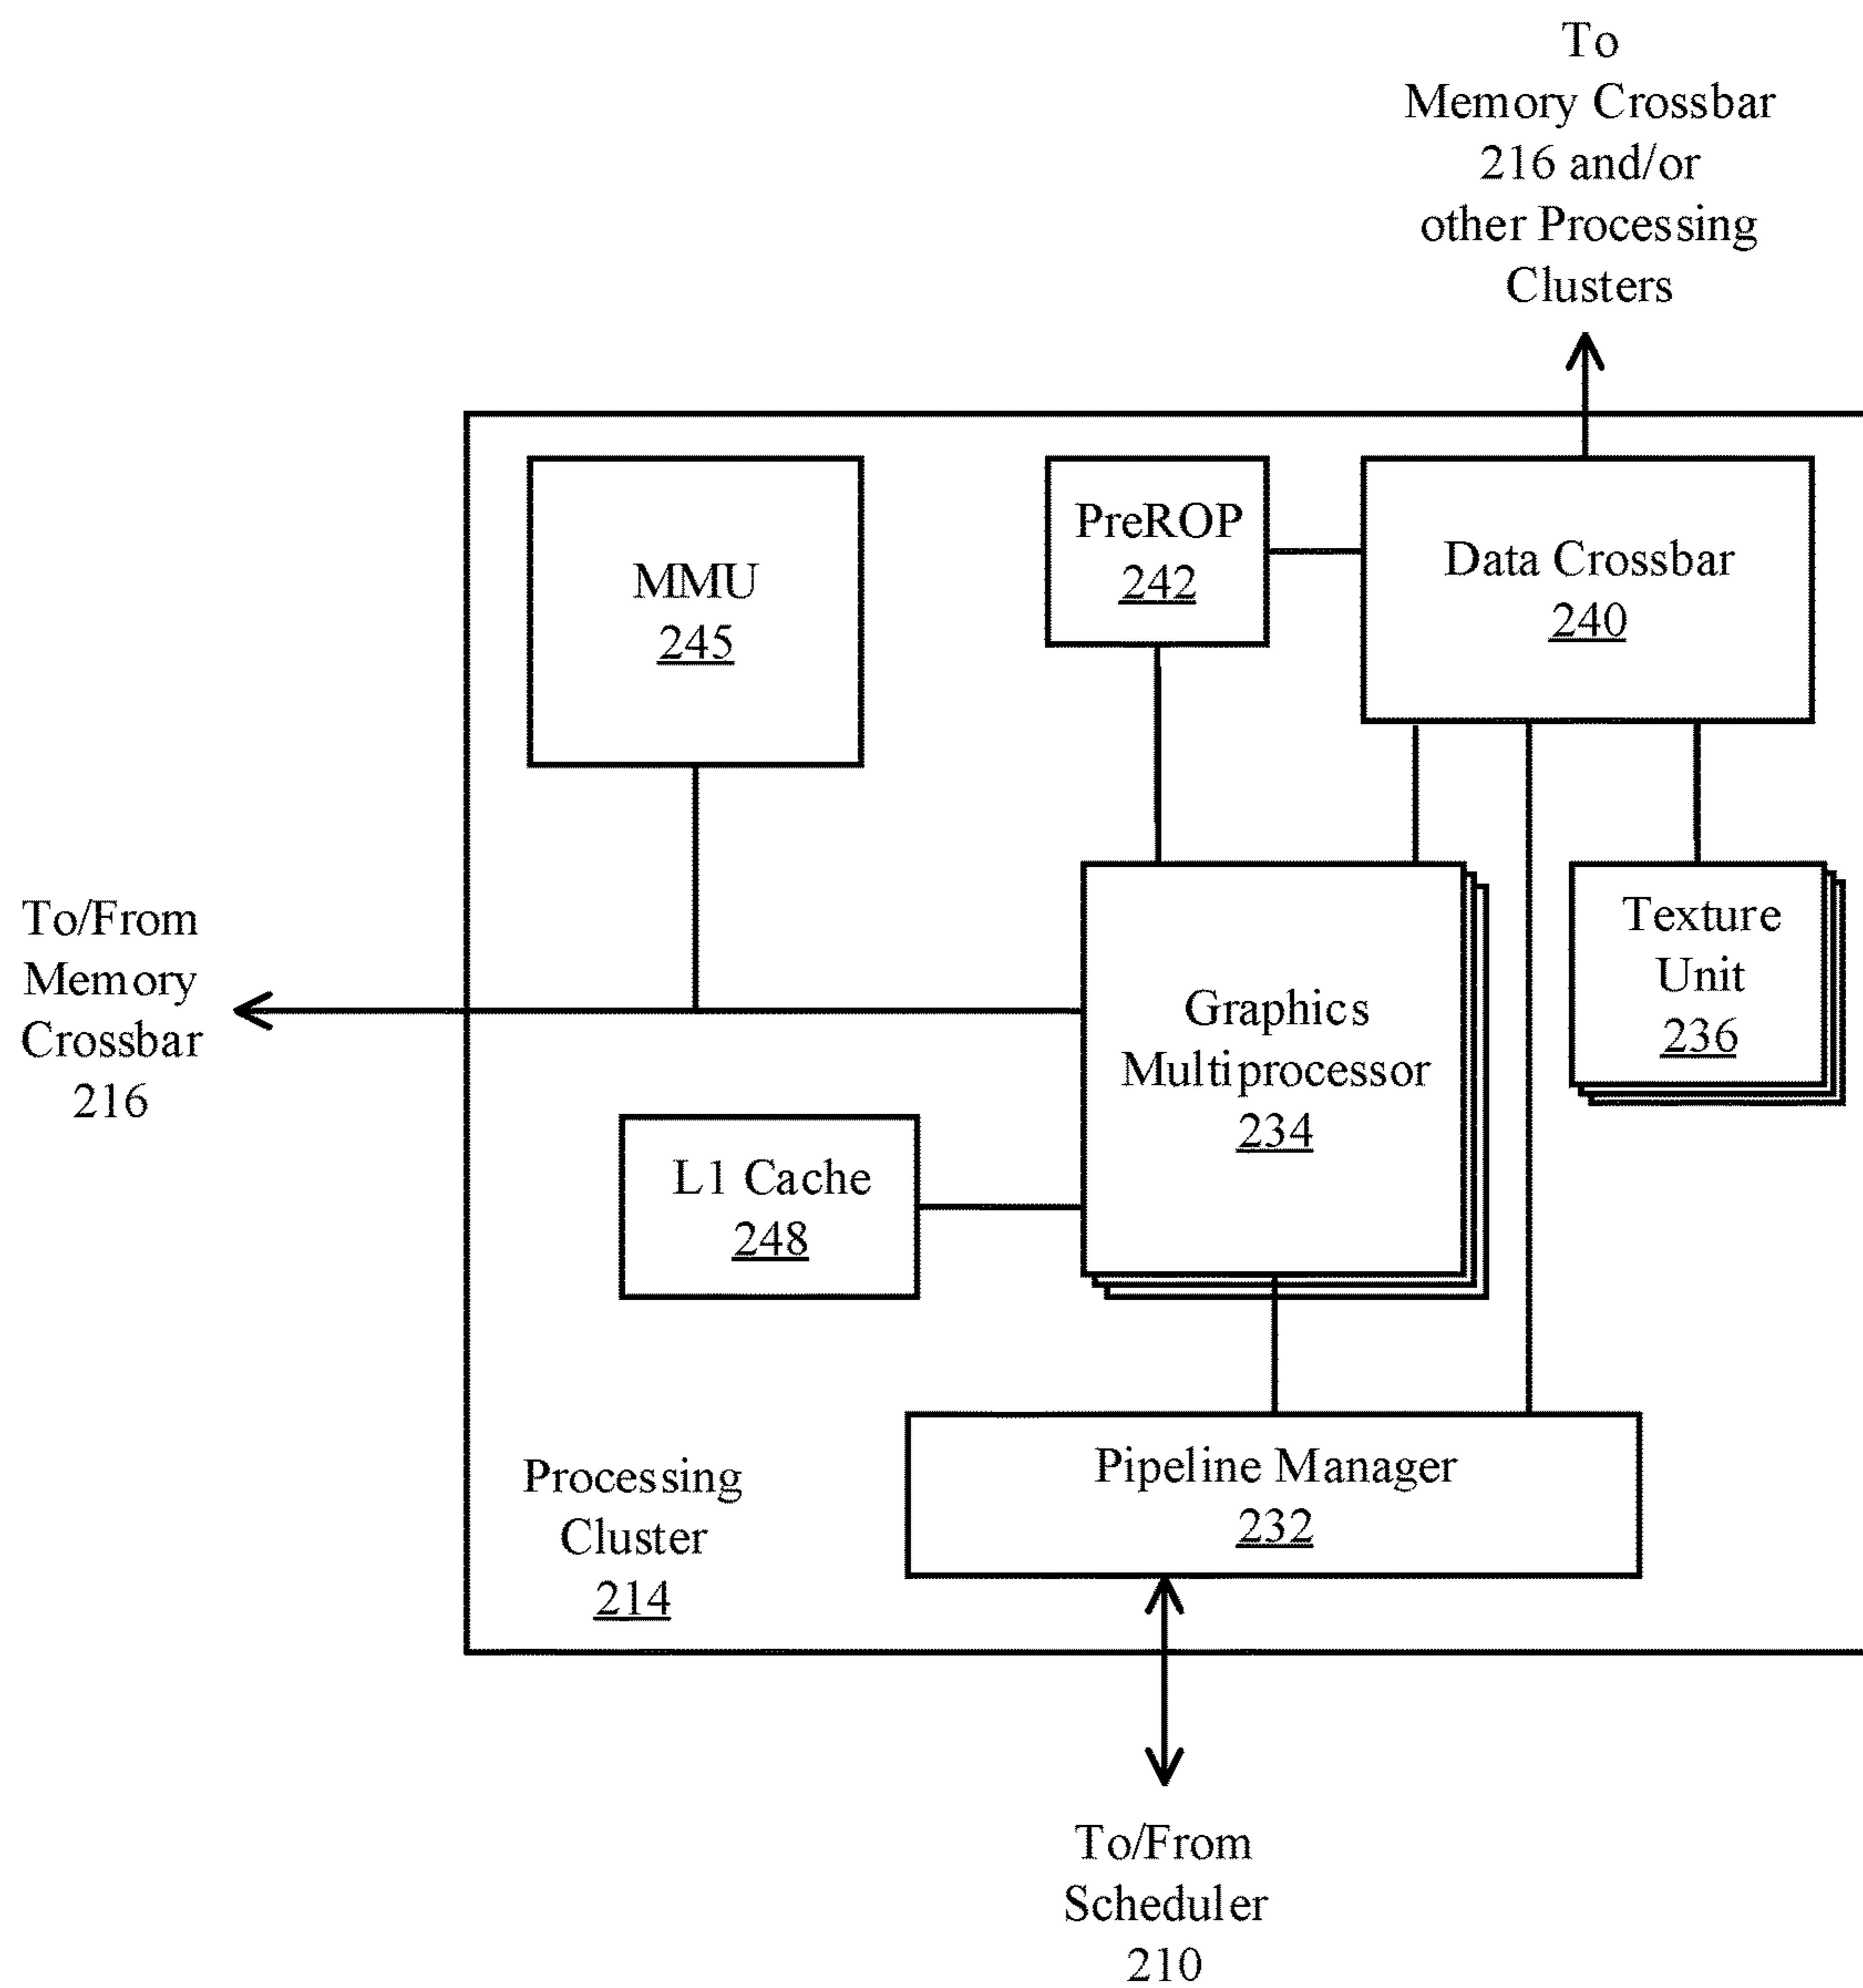 To
Memory Crossbar
216 and/or
other Processing
Clusters
MMU
245
PreROP
242
Data Crossbar
240
To/From
Memory
Crossbar
216
Graphics
Multiprocessor
234
Texture
Unit
236
L1 Cache
248
Processing
Cluster
214
Pipeline Manager
232
To/From
Scheduler
210